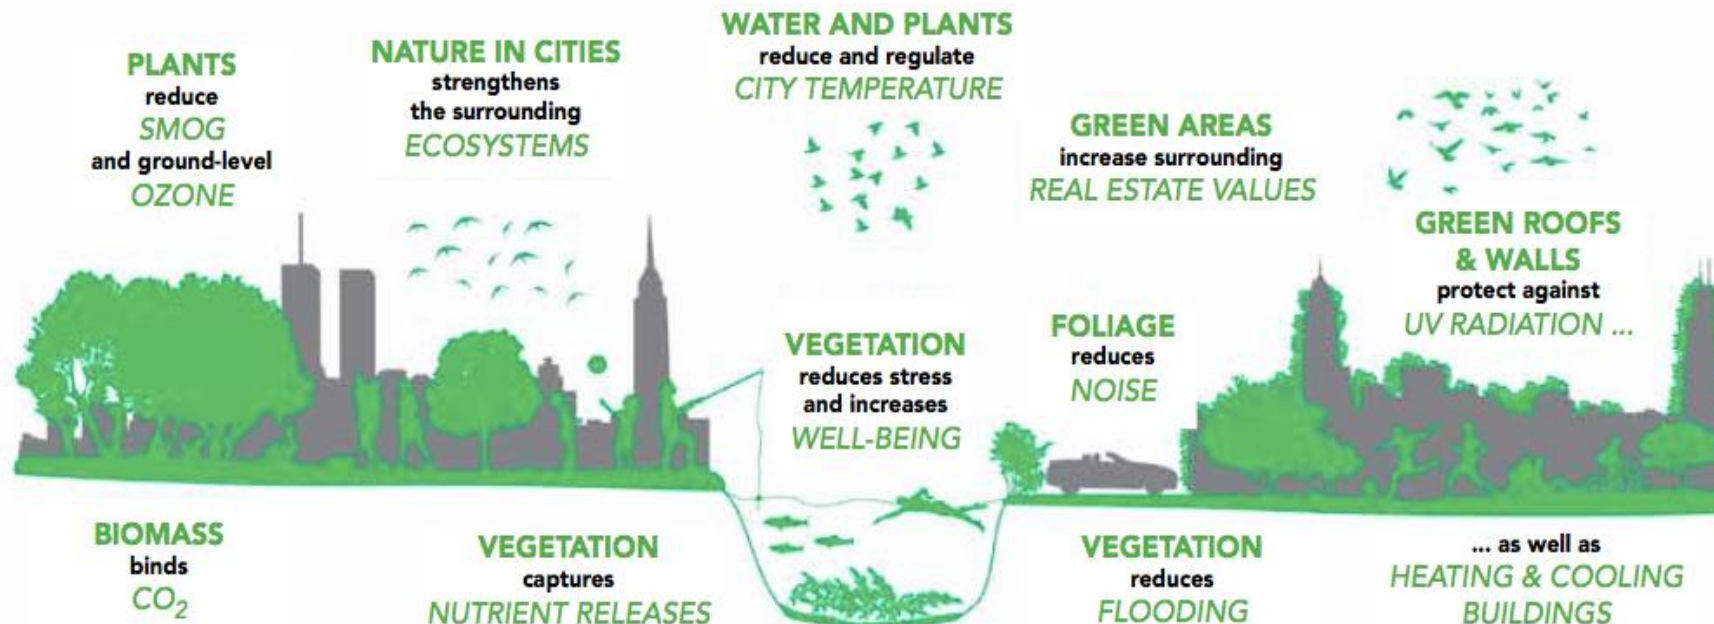 PLANTS
reduce
SMOG
and ground-level
OZONE
NATURE IN CITIES
strengthens
the surrounding
ECOSYSTEMS
WATER AND PLANTS
reduce and regulate
CITY TEMPERATURE
GREEN AREAS
increase surrounding
REAL ESTATE VALUES
GREEN ROOFS
& WALLS
protect against
UV RADIATION ...
VEGETATION
reduces stress
and increases
WELL-BEING
FOLIAGE
reduces
NOISE
BIOMASS
binds
CO₂
VEGETATION
captures
NUTRIENT RELEASES
VEGETATION
reduces
FLOODING
... as well as
HEATING & COOLING
BUILDINGS